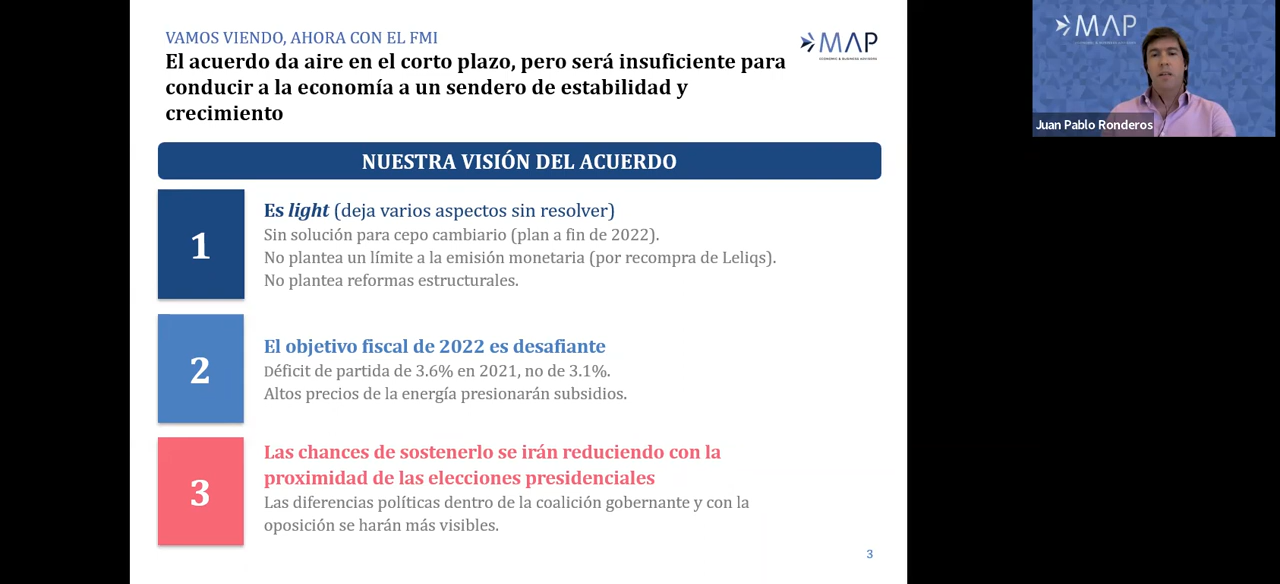 VAMOS VIENDO, AHORA CON EL FMI
El acuerdo da aire en el corto plazo, pero será insuficiente para
conducir a la economía a un sendero de estabilidad y
crecimiento
MAP
ECONOMIC & BUSINESS ADVISORS
NUESTRA VISIÓN DEL ACUERDO
1
Es light (deja varios aspectos sin resolver)
Sin solución para cepo cambiario (plan a fin de 2022).
No plantea un límite a la emisión monetaria (por recompra de Leliqs).
No plantea reformas estructurales.
2
El objetivo fiscal de 2022 es desafiante
Déficit de partida de 3.6% en 2021, no de 3.1%.
Altos precios de la energía presionarán subsidios.
3
Las chances de sostenerlo se irán reduciendo con la
proximidad de las elecciones presidenciales
Las diferencias políticas dentro de la coalición gobernante y con la
oposición se harán más visibles.
3
MAP
Juan Pablo Ronderos